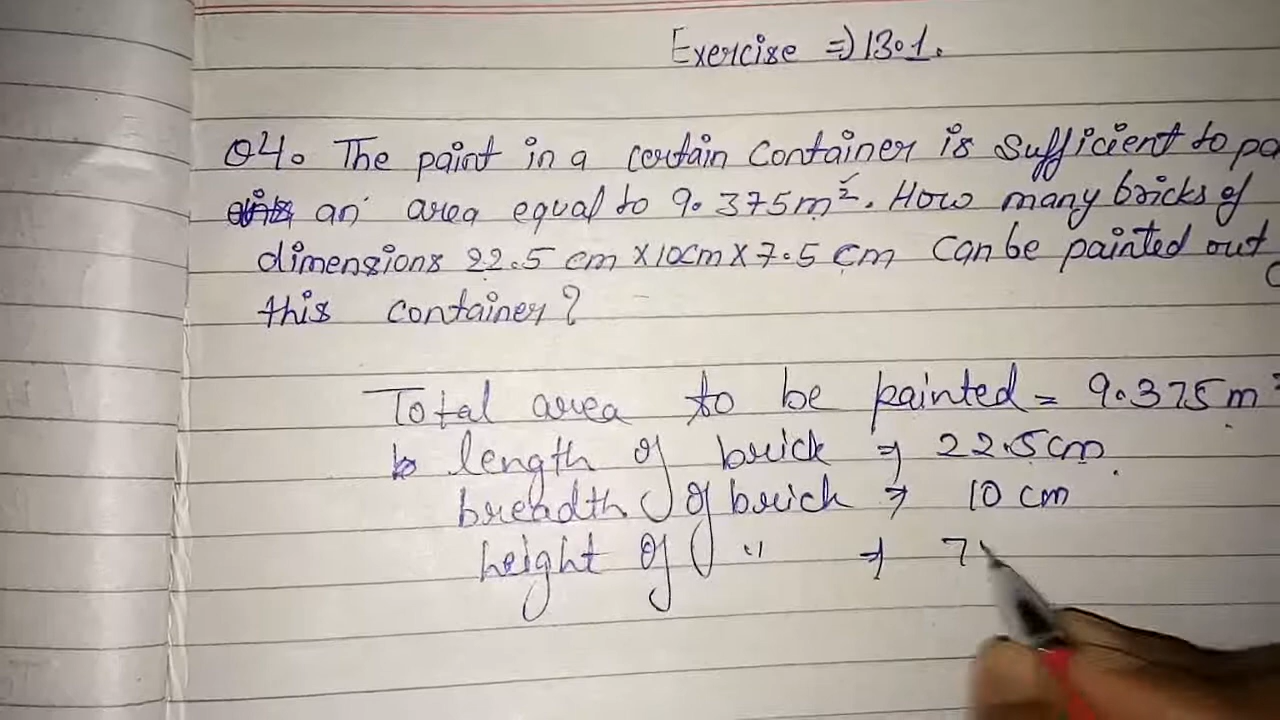 Exercise ⇒ 13.1.
Q4. The paint in a certain container is sufficient to pa
an area equal to 9.375m². How many bricks of
dimensions 22.5 cm × 10cm × 7.5 cm can be painted out
this container?
Total area to be painted = 9.375 m²
length of brick ⇒ 22.5cm
breadth of brick ⇒ 10 cm
height of " ⇒ 7.